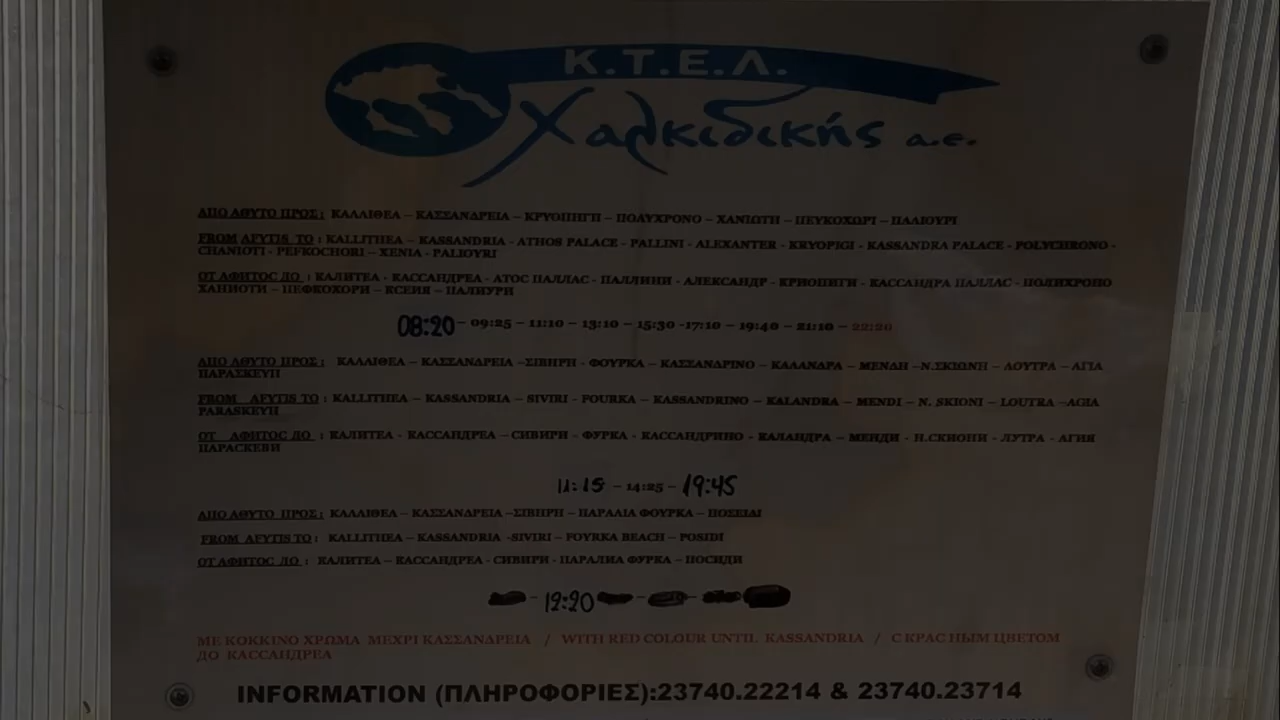 Κ.Τ.Ε.Λ.
Χαλκιδικής α.ε.
ΑΠΟ ΑΘΥΤΟ ΠΡΟΣ : ΚΑΛΛΙΘΕΑ – ΚΑΣΣΑΝΔΡΕΙΑ – ΚΡΥΟΠΗΓΗ – ΠΟΛΥΧΡΟΝΟ – ΧΑΝΙΩΤΗ – ΠΕΥΚΟΧΩΡΙ – ΠΑΛΙΟΥΡΙ
FROM AFYTIS TO : KALLITHEA – KASSANDRIA - ATHOS PALACE - PALLINI - ALEXANTER - KRYOPIGI - KASSANDRA PALACE - POLYCHRONO -
CHANIOTI - PEFKOCHORI – XENIA - PALIOYRI
ОТ АФИТОС ДО : КАЛИТЕА - КАССАНДРЕА - АТОС ПАЛЛАС - ПАЛЛИНИ - АЛЕКСАНДР - КРИОПИГИ - КАССАНДРА ПАЛЛАС - ПОЛИХРОНО
ХАНИОТИ – ПЕФКОХОРИ – КСЕИЯ – ПАЛИУРИ
08:20 – 09:25 – 11:10 – 13:10 – 15:30 -17:10 – 19:40 – 21:10 – 22:20
ΑΠΟ ΑΘΥΤΟ ΠΡΟΣ : ΚΑΛΛΙΘΕΑ – ΚΑΣΣΑΝΔΡΕΙΑ –ΣΙΒΗΡΗ - ΦΟΥΡΚΑ – ΚΑΣΣΑΝΔΡΙΝΟ – ΚΑΛΑΝΔΡΑ – ΜΕΝΔΗ –Ν.ΣΚΙΩΝΗ – ΛΟΥΤΡΑ – ΑΓΙΑ
ΠΑΡΑΣΚΕΥΗ
FROM AFYTIS TO : KALLITHEA – KASSANDRIA – SIVIRI - FOURKA – KASSANDRINO – KALANDRA – MENDI – N. SKIONI – LOUTRA –AGIA
PARASKEYH
ОТ АФИТОС ДО : КАЛИТЕА - КАССАНДРЕА – СИВИРИ - ФУРКА - КАССАНДРИНО - КАЛАНДРА – МЕНДИ - Н.СКИОНИ - ЛУТРА - АГИЯ
ПАРАСКЕВИ
11:15 – 14:25 – 19:45
ΑΠΟ ΑΘΥΤΟ ΠΡΟΣ : ΚΑΛΛΙΘΕΑ – ΚΑΣΣΑΝΔΡΕΙΑ –ΣΙΒΗΡΗ – ΠΑΡΑΛΙΑ ΦΟΥΡΚΑ – ΠΟΣΕΙΔΙ
FROM AFYTIS TO : KALLITHEA – KASSANDRIA -SIVIRI – FOYRKA BEACH – POSIDI
ОТ АФИТОС ДО : КАЛИТЕА – КАССАНДРЕА - СИВИРИ - ПАРАЛИА ФУРКА – ПОСИДИ
12:20
ΜΕ ΚΟΚΚΙΝΟ ΧΡΩΜΑ ΜΕΧΡΙ ΚΑΣΣΑΝΔΡΕΙΑ / WITH RED COLOUR UNTIL KASSANDRIA / С КРАС НЫМ ЦВЕТОМ
ДО КАССАНДРЕА
INFORMATION (ΠΛΗΡΟΦΟΡΙΕΣ):23740.22214 & 23740.23714